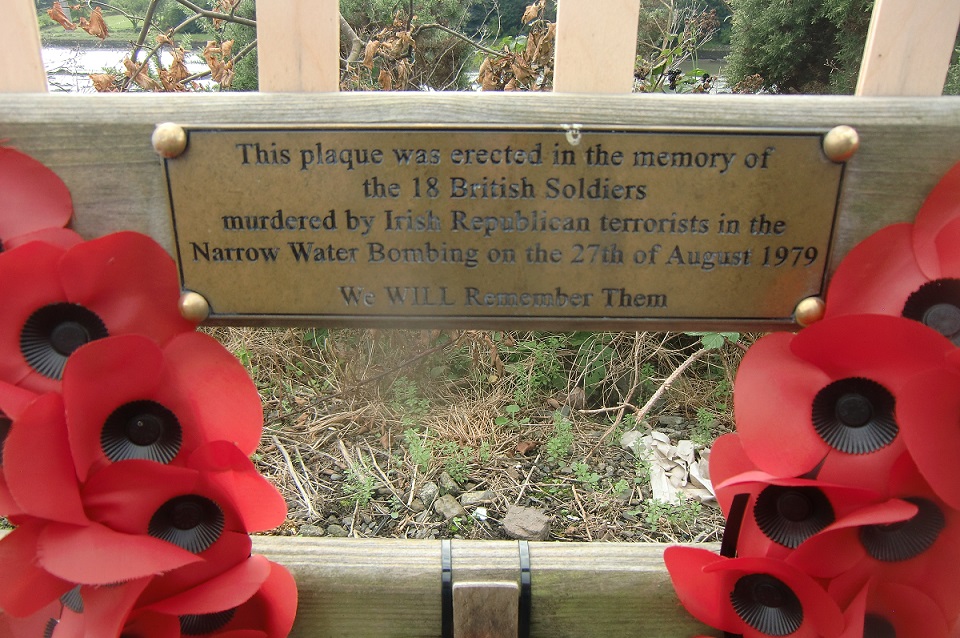 This plaque was erected in the memory of
the 18 British Soldiers
murdered by Irish Republican terrorists in the
Narrow Water Bombing on the 27th of August 1979
We WILL Remember Them